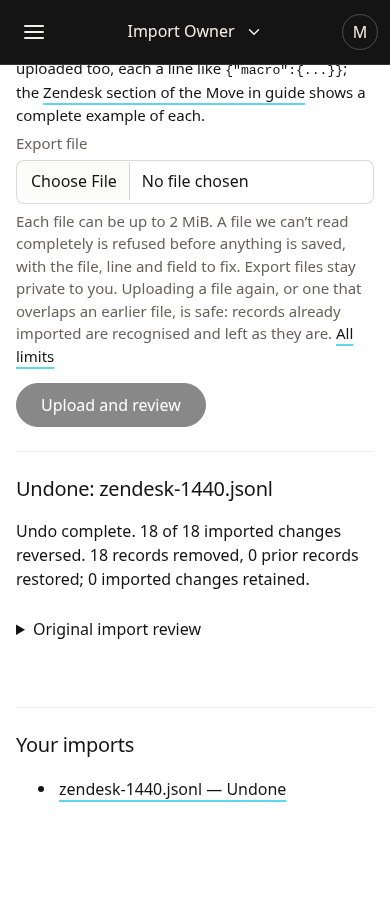 Import Owner
M
uploaded too, each a line like {"macro":{...}};
the Zendesk section of the Move in guide shows a
complete example of each.
Export file
Choose File No file chosen
Each file can be up to 2 MiB. A file we can't read
completely is refused before anything is saved,
with the file, line and field to fix. Export files stay
private to you. Uploading a file again, or one that
overlaps an earlier file, is safe: records already
imported are recognised and left as they are. All
limits
Upload and review
Undone: zendesk-1440.jsonl
Undo complete. 18 of 18 imported changes
reversed. 18 records removed, 0 prior records
restored; 0 imported changes retained.
Original import review
Your imports
zendesk-1440.jsonl — Undone